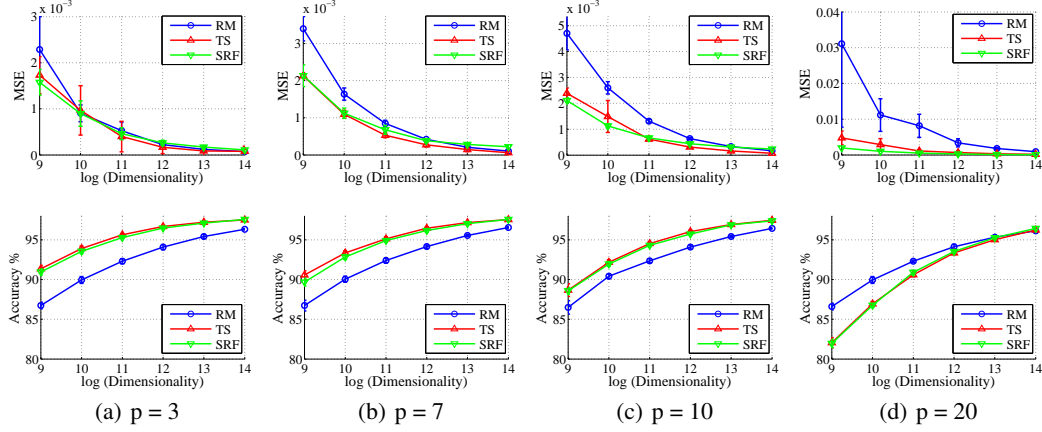 x 10⁻³
3
2
1
0
MSE
RM
TS
SRF
9 10 11 12 13 14
log (Dimensionality)
x 10⁻³
3
2
1
0
MSE
RM
TS
SRF
9 10 11 12 13 14
log (Dimensionality)
x 10⁻³
5
4
3
2
1
0
MSE
RM
TS
SRF
9 10 11 12 13 14
log (Dimensionality)
0.04
0.03
0.02
0.01
0
MSE
RM
TS
SRF
9 10 11 12 13 14
log (Dimensionality)
95
90
85
80
Accuracy %
RM
TS
SRF
9 10 11 12 13 14
log (Dimensionality)
95
90
85
80
Accuracy %
RM
TS
SRF
9 10 11 12 13 14
log (Dimensionality)
95
90
85
80
Accuracy %
RM
TS
SRF
9 10 11 12 13 14
log (Dimensionality)
95
90
85
80
Accuracy %
RM
TS
SRF
9 10 11 12 13 14
log (Dimensionality)
(a) p = 3
(b) p = 7
(c) p = 10
(d) p = 20